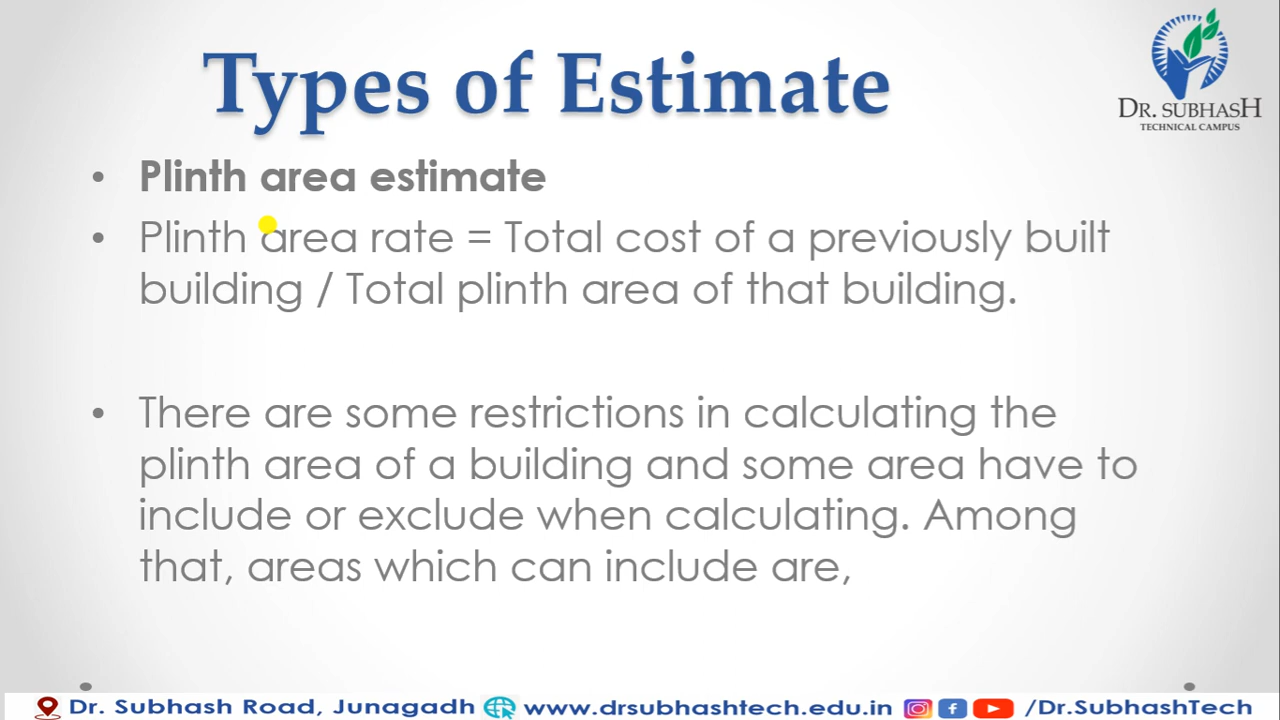 Types of Estimate
DR. SUBHASH
TECHNICAL CAMPUS
• Plinth area estimate
• Plinth area rate = Total cost of a previously built
building / Total plinth area of that building.
• There are some restrictions in calculating the
plinth area of a building and some area have to
include or exclude when calculating. Among
that, areas which can include are,
Dr. Subhash Road, Junagadh www.drsubhashtech.edu.in /Dr.SubhashTech